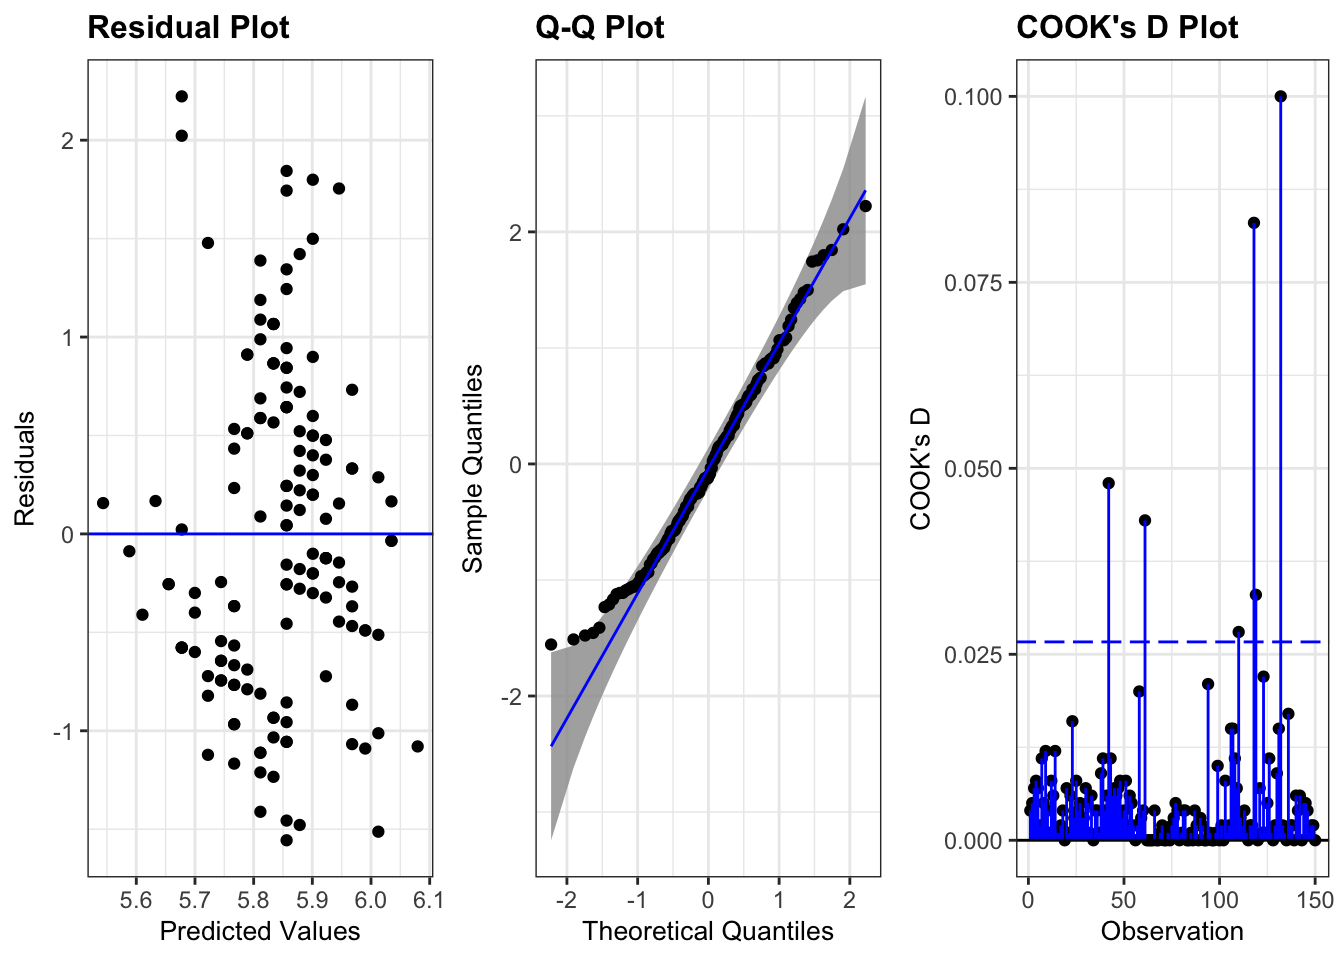 Residual Plot
Residuals
2
1
0
-1
5.6 5.7 5.8 5.9 6.0 6.1
Predicted Values
Q-Q Plot
Sample Quantiles
2
0
-2
-2 -1 0 1 2
Theoretical Quantiles
COOK's D Plot
COOK's D
0.100
0.075
0.050
0.025
0.000
0 50 100 150
Observation